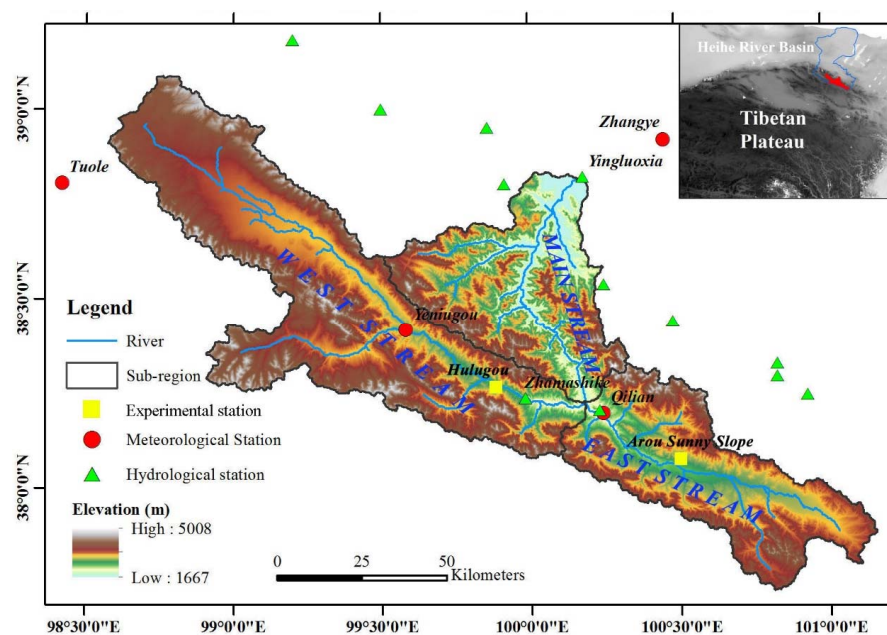 Heihe River Basin
Tibetan
Plateau
Zhangye
Yingluoxia
Tuole
MAIN STREAM
WEST STREAM
Yeniugou
Hulugou
Zhamashike
Qilian
Arou Sunny Slope
EAST STREAM
Legend
River
Sub-region
Experimental station
Meteorological Station
Hydrological station
Elevation (m)
High : 5008
Low : 1667
0 25 50
Kilometers
39°0'0"N
38°30'0"N
38°0'0"N
98°30'0"E 99°0'0"E 99°30'0"E 100°0'0"E 100°30'0"E 101°0'0"E